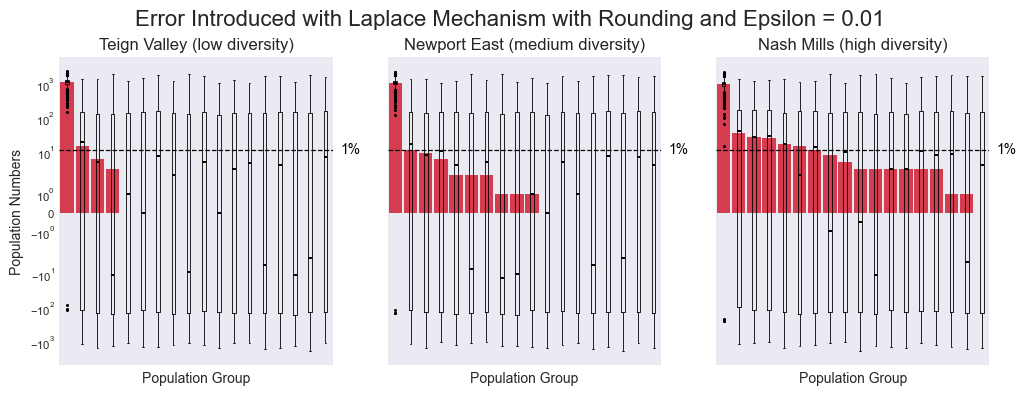 Error Introduced with Laplace Mechanism with Rounding and Epsilon = 0.01
Teign Valley (low diversity)
Newport East (medium diversity)
Nash Mills (high diversity)
Population Numbers
10³
10²
10¹
10⁰
0
−10⁰
−10¹
−10²
−10³
1%
1%
1%
Population Group
Population Group
Population Group